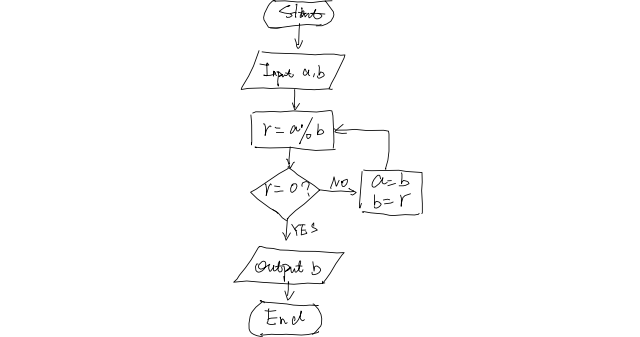 Start
Input a,b
r = a % b
r = 0 ?
NO
a = b
b = r
YES
Output b
End